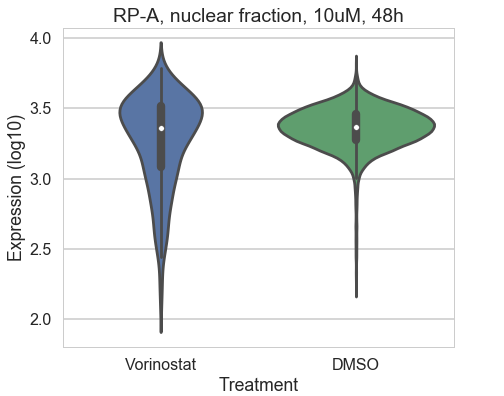 RP-A, nuclear fraction, 10uM, 48h
4.0
3.5
3.0
2.5
2.0
Expression (log10)
Vorinostat
DMSO
Treatment